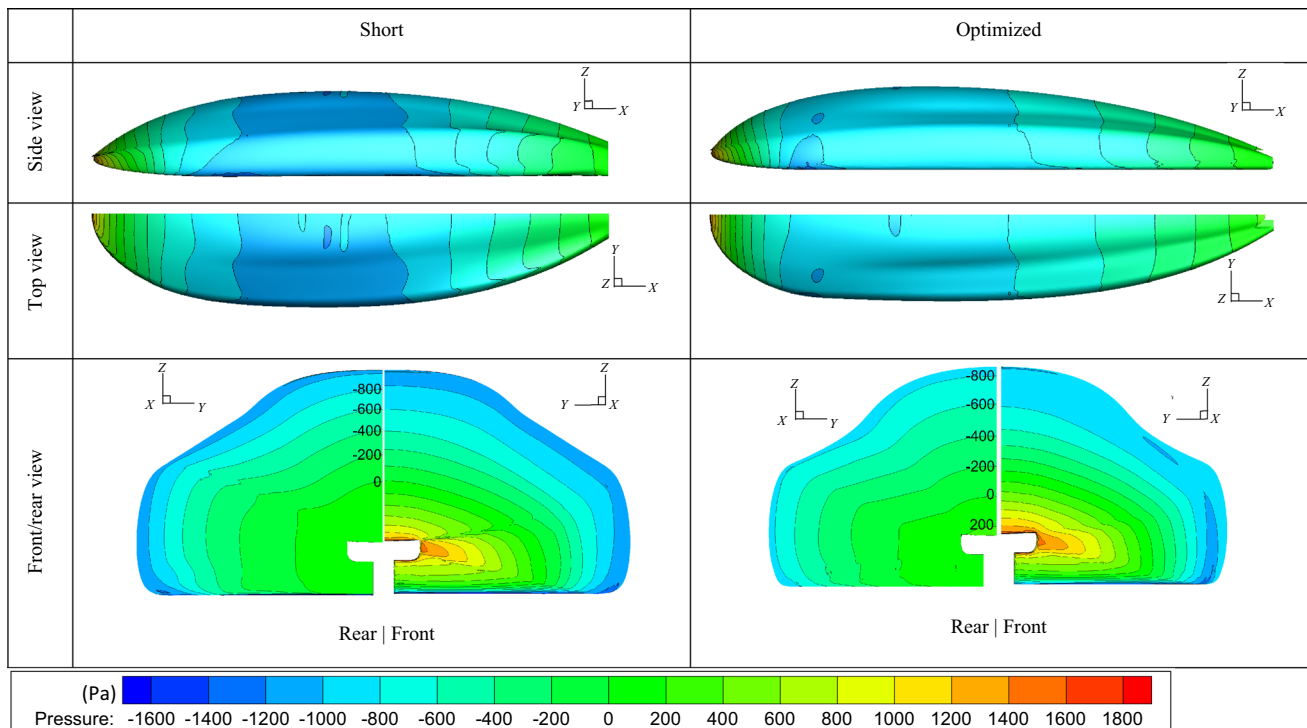 Short
Optimized
Side view
Z
Y
X
Z
Y
X
Top view
Y
Z
X
Y
Z
X
Front/rear view
Z
X
Y
-800
-600
-400
-200
0
Z
Y
X
Rear | Front
Z
X
Y
-800
-600
-400
-200
0
200
Z
Y
X
Rear | Front
(Pa)
Pressure: -1600 -1400 -1200 -1000 -800 -600 -400 -200 0 200 400 600 800 1000 1200 1400 1600 1800